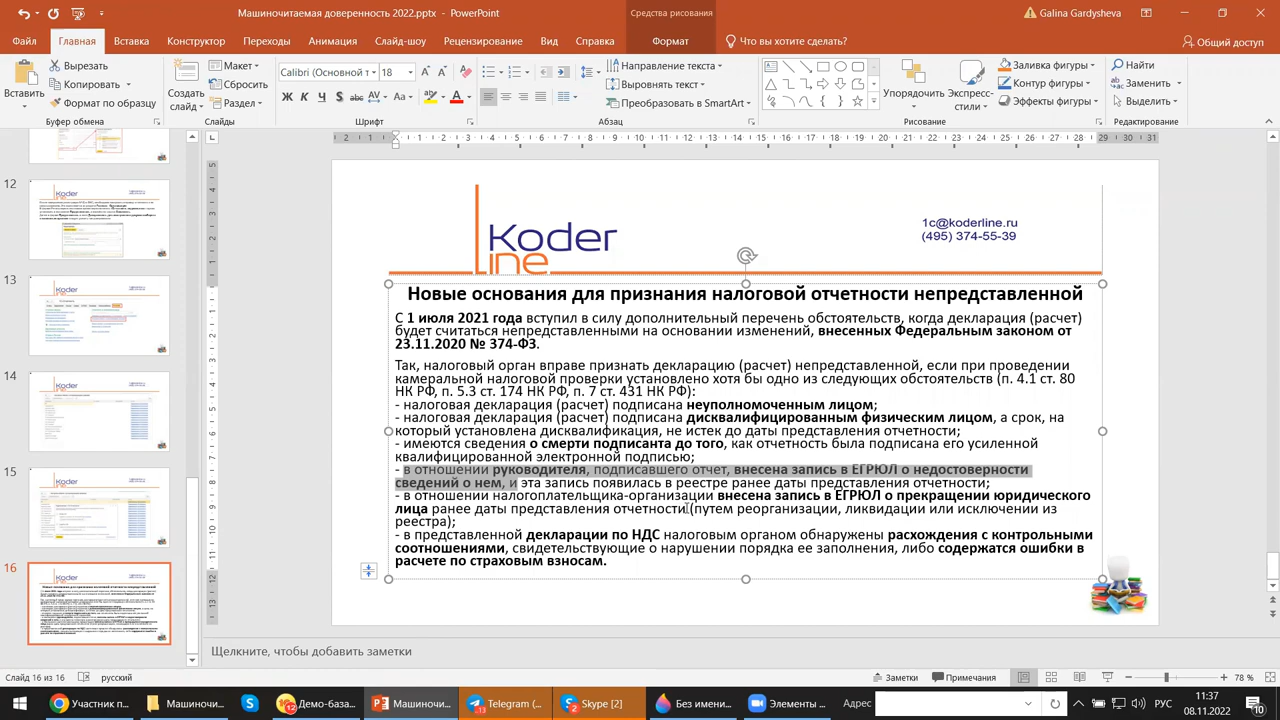 Машиночитаемые доверенности 2022.pptx - PowerPoint
Средства рисования
Galina Gardysheva
Файл Главная Вставка Конструктор Переходы Анимация Слайд-шоу Рецензирование Вид Справка Формат Что вы хотите сделать? Общий доступ
Вставить
Вырезать
Копировать
Формат по образцу
Буфер обмена
Создать слайд
Макет
Сбросить
Раздел
Слайды
Calibri (Основной т 18
Ж К Ч S abc AV Aa
Шрифт
Направление текста
Выровнять текст
Преобразовать в SmartArt
Абзац
Упорядочить
Экспресс-стили
Заливка фигуры
Контур фигуры
Эффекты фигуры
Рисование
Найти
Заменить
Выделить
Редактирование
12
13
14
15
16
Koder
line
1c@koderline.ru
(495) 374-55-39
Новые основания для признания налоговой отчетности непредставленной
С 1 июля 2021 года вступил в силу дополнительный перечень обстоятельств, когда декларация (расчет)
будет считаться непредставленными на основании изменений, внесенных Федеральным законом от
23.11.2020 № 374-ФЗ.
Так, налоговый орган вправе признать декларацию (расчет) непредставленной, если при проведении
камеральной налоговой проверки установлено хотя бы одно из следующих обстоятельств (п. 4.1 ст. 80
НК РФ, п. 5.3 ст. 174 НК РФ, п. 7 ст. 431 НК РФ):
- налоговая декларация (расчет) подписана неуполномоченным лицом;
- налоговая декларация (расчет) подписана дисквалифицированным физическим лицом, а срок, на
который установлена дисквалификация, не истек до даты представления отчетности;
- имеются сведения о смерти подписанта до того, как отчетность была подписана его усиленной
квалифицированной электронной подписью;
- в отношении руководителя, подписавшего отчет, внесена запись в ЕГРЮЛ о недостоверности
сведений о нем, и эта запись появилась в реестре ранее даты представления отчетности;
- в отношении налогоплательщика-организации внесена запись в ЕГРЮЛ о прекращении юридического
лица ранее даты представления отчетности (путем реорганизации, ликвидации или исключении из
реестра);
- в представленной декларации по НДС налоговым органом обнаружены расхождения с контрольными
соотношениями, свидетельствующие о нарушении порядка ее заполнения, либо содержатся ошибки в
расчете по страховым взносам.
Щелкните, чтобы добавить заметки
Слайд 16 из 16 русский Заметки Примечания 78 %
Участник п... Машиночи... Демо-база... Машиночи... Telegram (... Skype [2] Без имени... Элементы ... Адрес РУС
11:37
08.11.2022